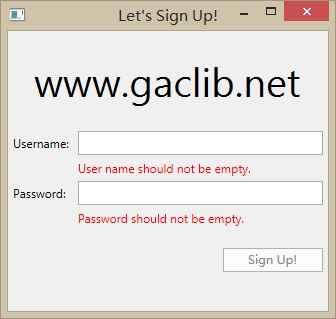 Let's Sign Up!
www.gaclib.net
Username:
User name should not be empty.
Password:
Password should not be empty.
Sign Up!